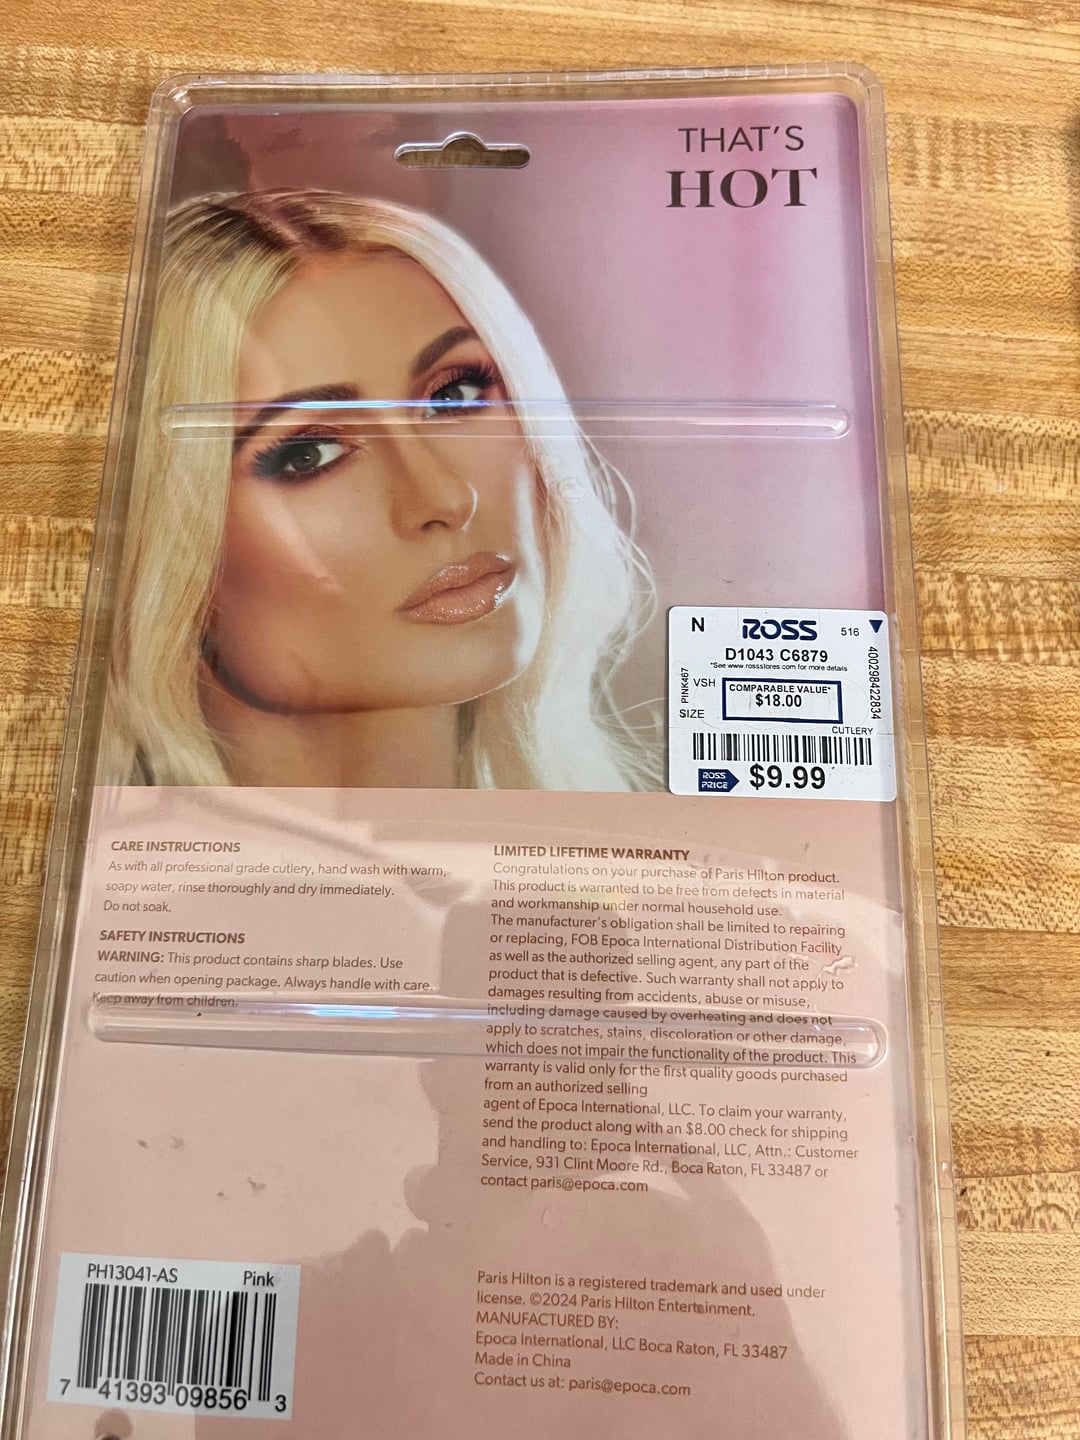 THAT'S
HOT
N ROSS 516
D1043 C6879
*See www.rossstores.com for more details
PINK467
VSH
SIZE
COMPARABLE VALUE*
$18.00
400298422834
CUTLERY
ROSS
PRICE
$9.99
CARE INSTRUCTIONS
As with all professional grade cutlery, hand wash with warm,
soapy water, rinse thoroughly and dry immediately.
Do not soak.
SAFETY INSTRUCTIONS
WARNING: This product contains sharp blades. Use
caution when opening package. Always handle with care.
Keep away from children.
LIMITED LIFETIME WARRANTY
Congratulations on your purchase of Paris Hilton product.
This product is warranted to be free from defects in material
and workmanship under normal household use.
The manufacturer's obligation shall be limited to repairing
or replacing, FOB Epoca International Distribution Facility
as well as the authorized selling agent, any part of the
product that is defective. Such warranty shall not apply to
damages resulting from accidents, abuse or misuse,
including damage caused by overheating and does not
apply to scratches, stains, discoloration or other damage,
which does not impair the functionality of the product. This
warranty is valid only for the first quality goods purchased
from an authorized selling
agent of Epoca International, LLC. To claim your warranty,
send the product along with an $8.00 check for shipping
and handling to: Epoca International, LLC, Attn.: Customer
Service, 931 Clint Moore Rd., Boca Raton, FL 33487 or
contact paris@epoca.com
PH13041-AS Pink
7 41393 09856 3
Paris Hilton is a registered trademark and used under
license. ©2024 Paris Hilton Entertainment.
MANUFACTURED BY:
Epoca International, LLC Boca Raton, FL 33487
Made in China
Contact us at: paris@epoca.com